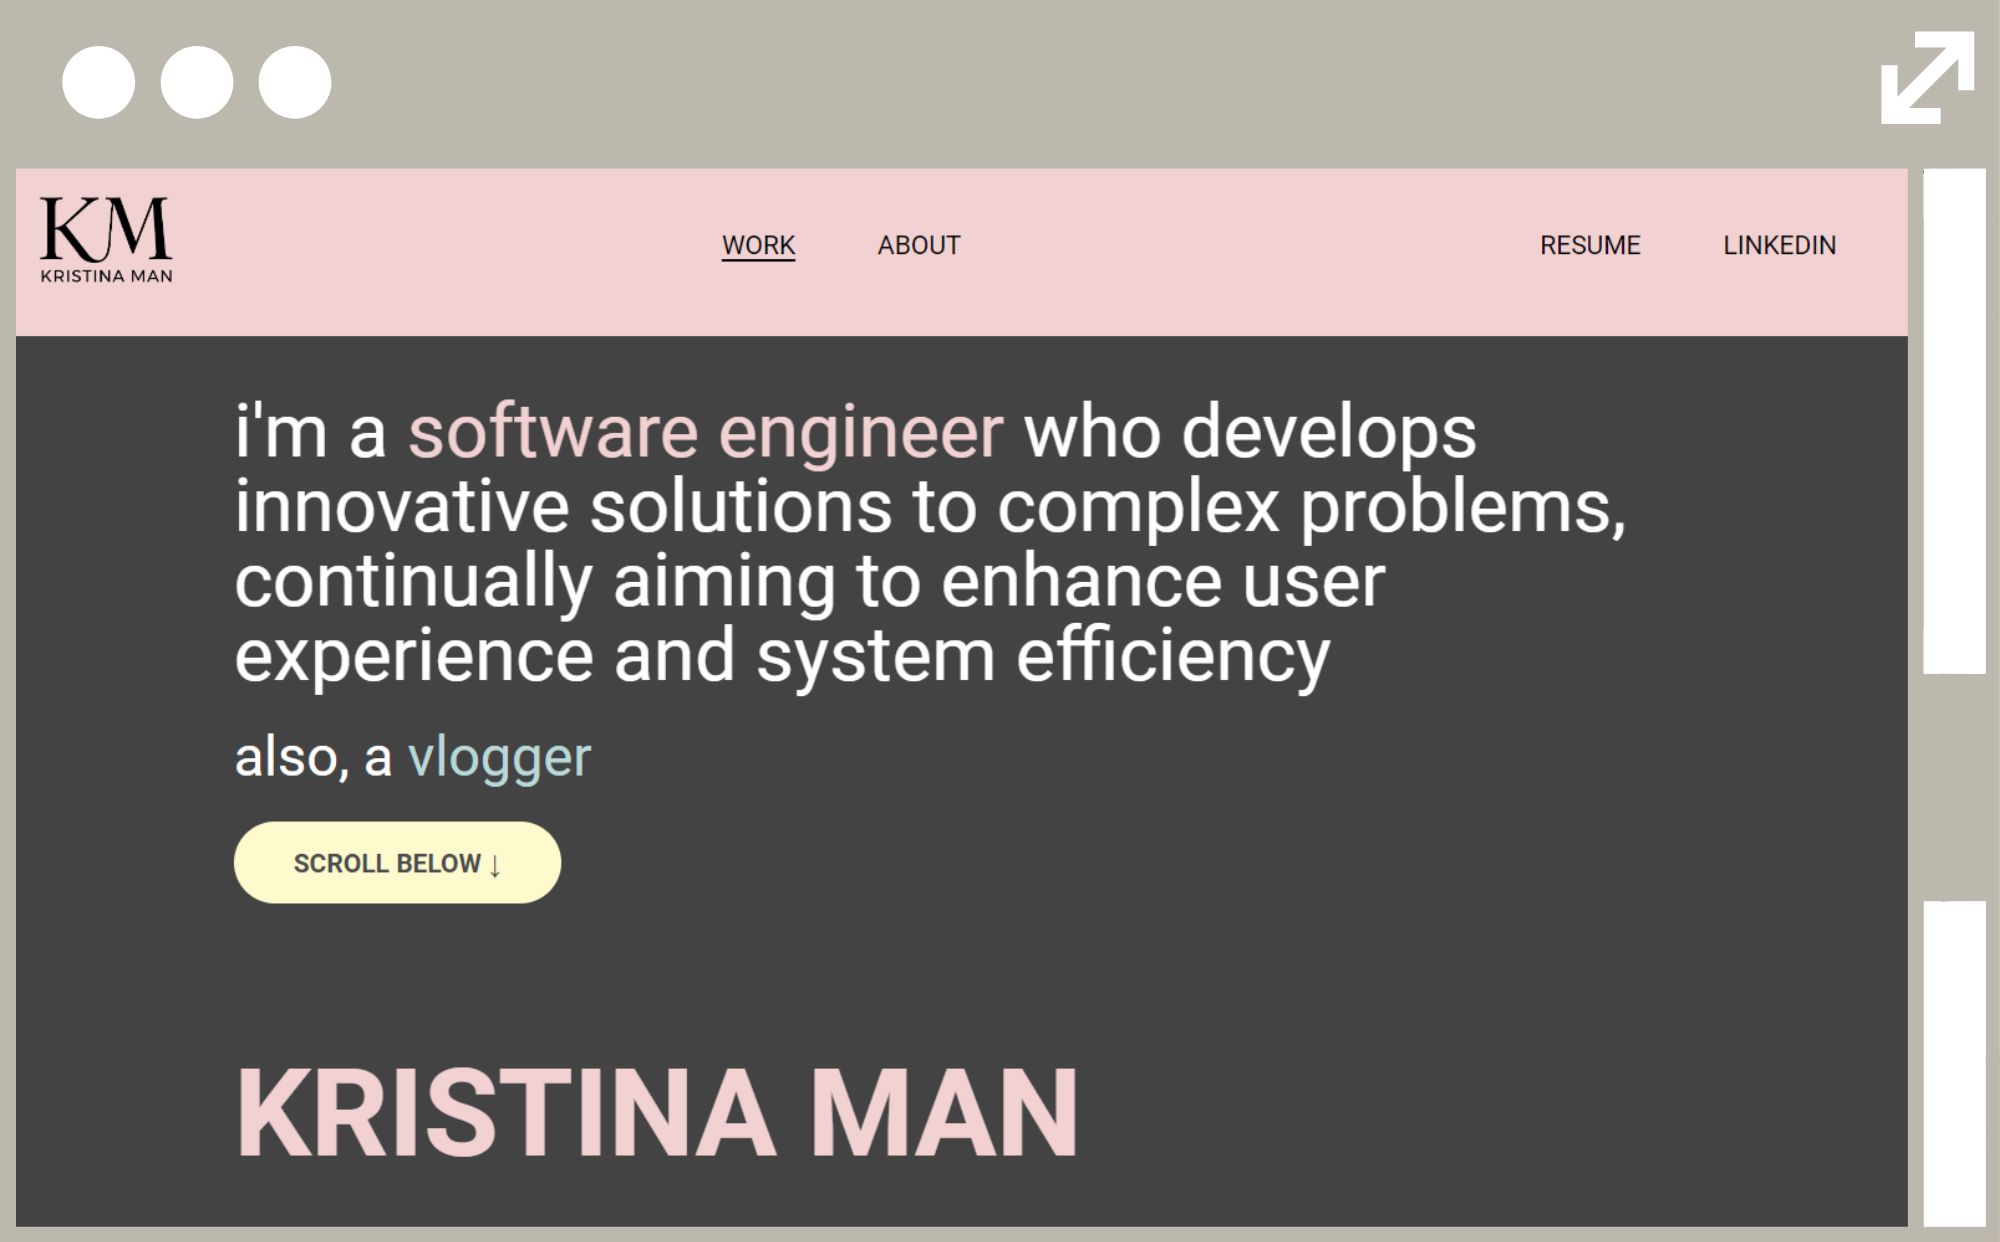 KM
KRISTINA MAN
WORK
ABOUT
RESUME
LINKEDIN
i'm a software engineer who develops
innovative solutions to complex problems,
continually aiming to enhance user
experience and system efficiency
also, a vlogger
SCROLL BELOW ↓
KRISTINA MAN